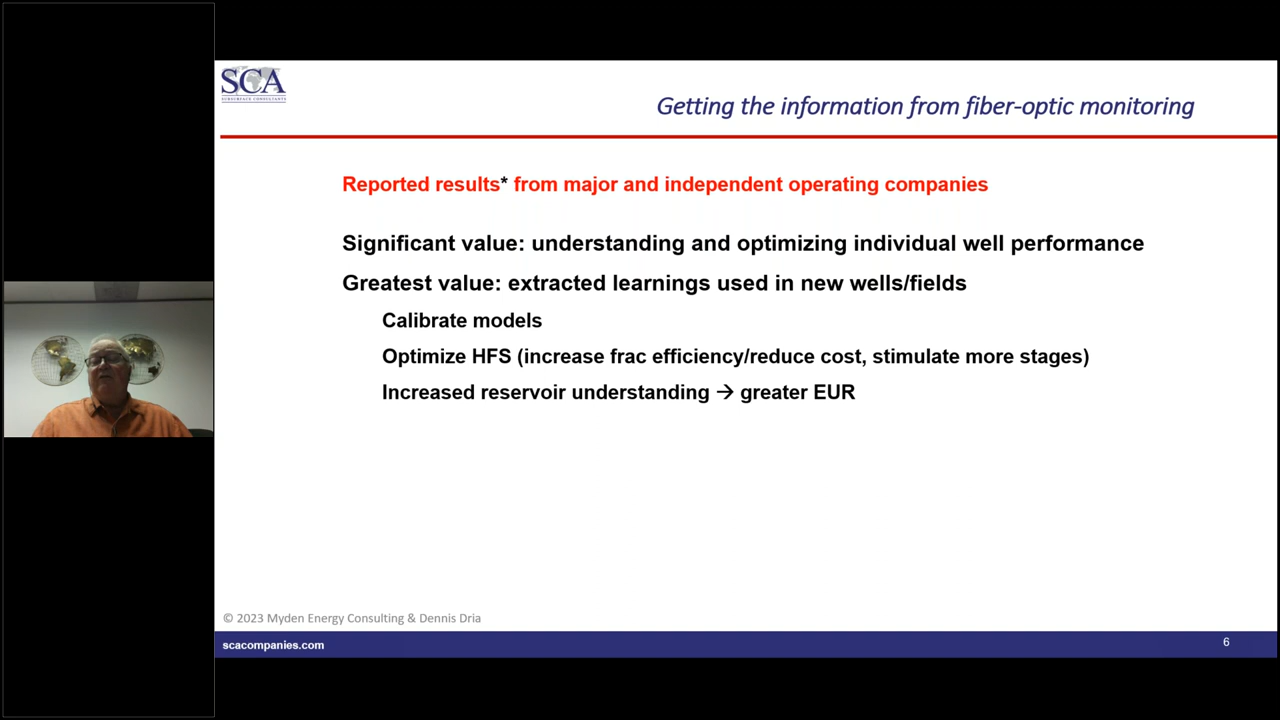 SCA
SUBSURFACE CONSULTANTS
Getting the information from fiber-optic monitoring
Reported results* from major and independent operating companies
Significant value: understanding and optimizing individual well performance
Greatest value: extracted learnings used in new wells/fields
Calibrate models
Optimize HFS (increase frac efficiency/reduce cost, stimulate more stages)
Increased reservoir understanding → greater EUR
© 2023 Myden Energy Consulting & Dennis Dria
scacompanies.com
6